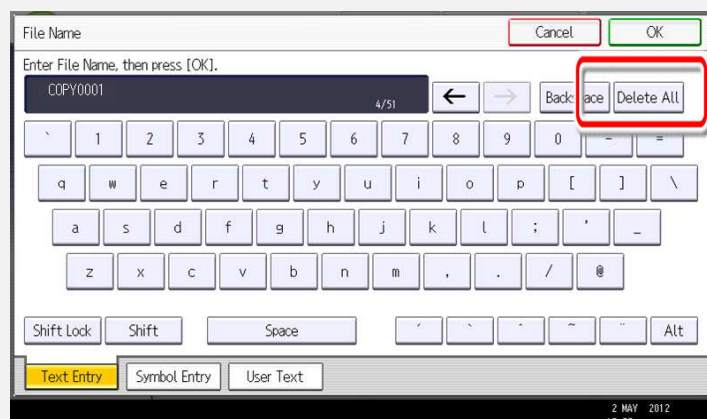 File Name Cancel OK
Enter File Name, then press [OK].
COPY0001
4/51 ← → Backspace Delete All
` 1 2 3 4 5 6 7 8 9 0 - =
q w e r t y u i o p [ ] \
a s d f g h j k l ; ' _
z x c v b n m , . / @
Shift Lock Shift Space ´ ` ^ ~ ¨ Alt
Text Entry Symbol Entry User Text
2 MAY 2012